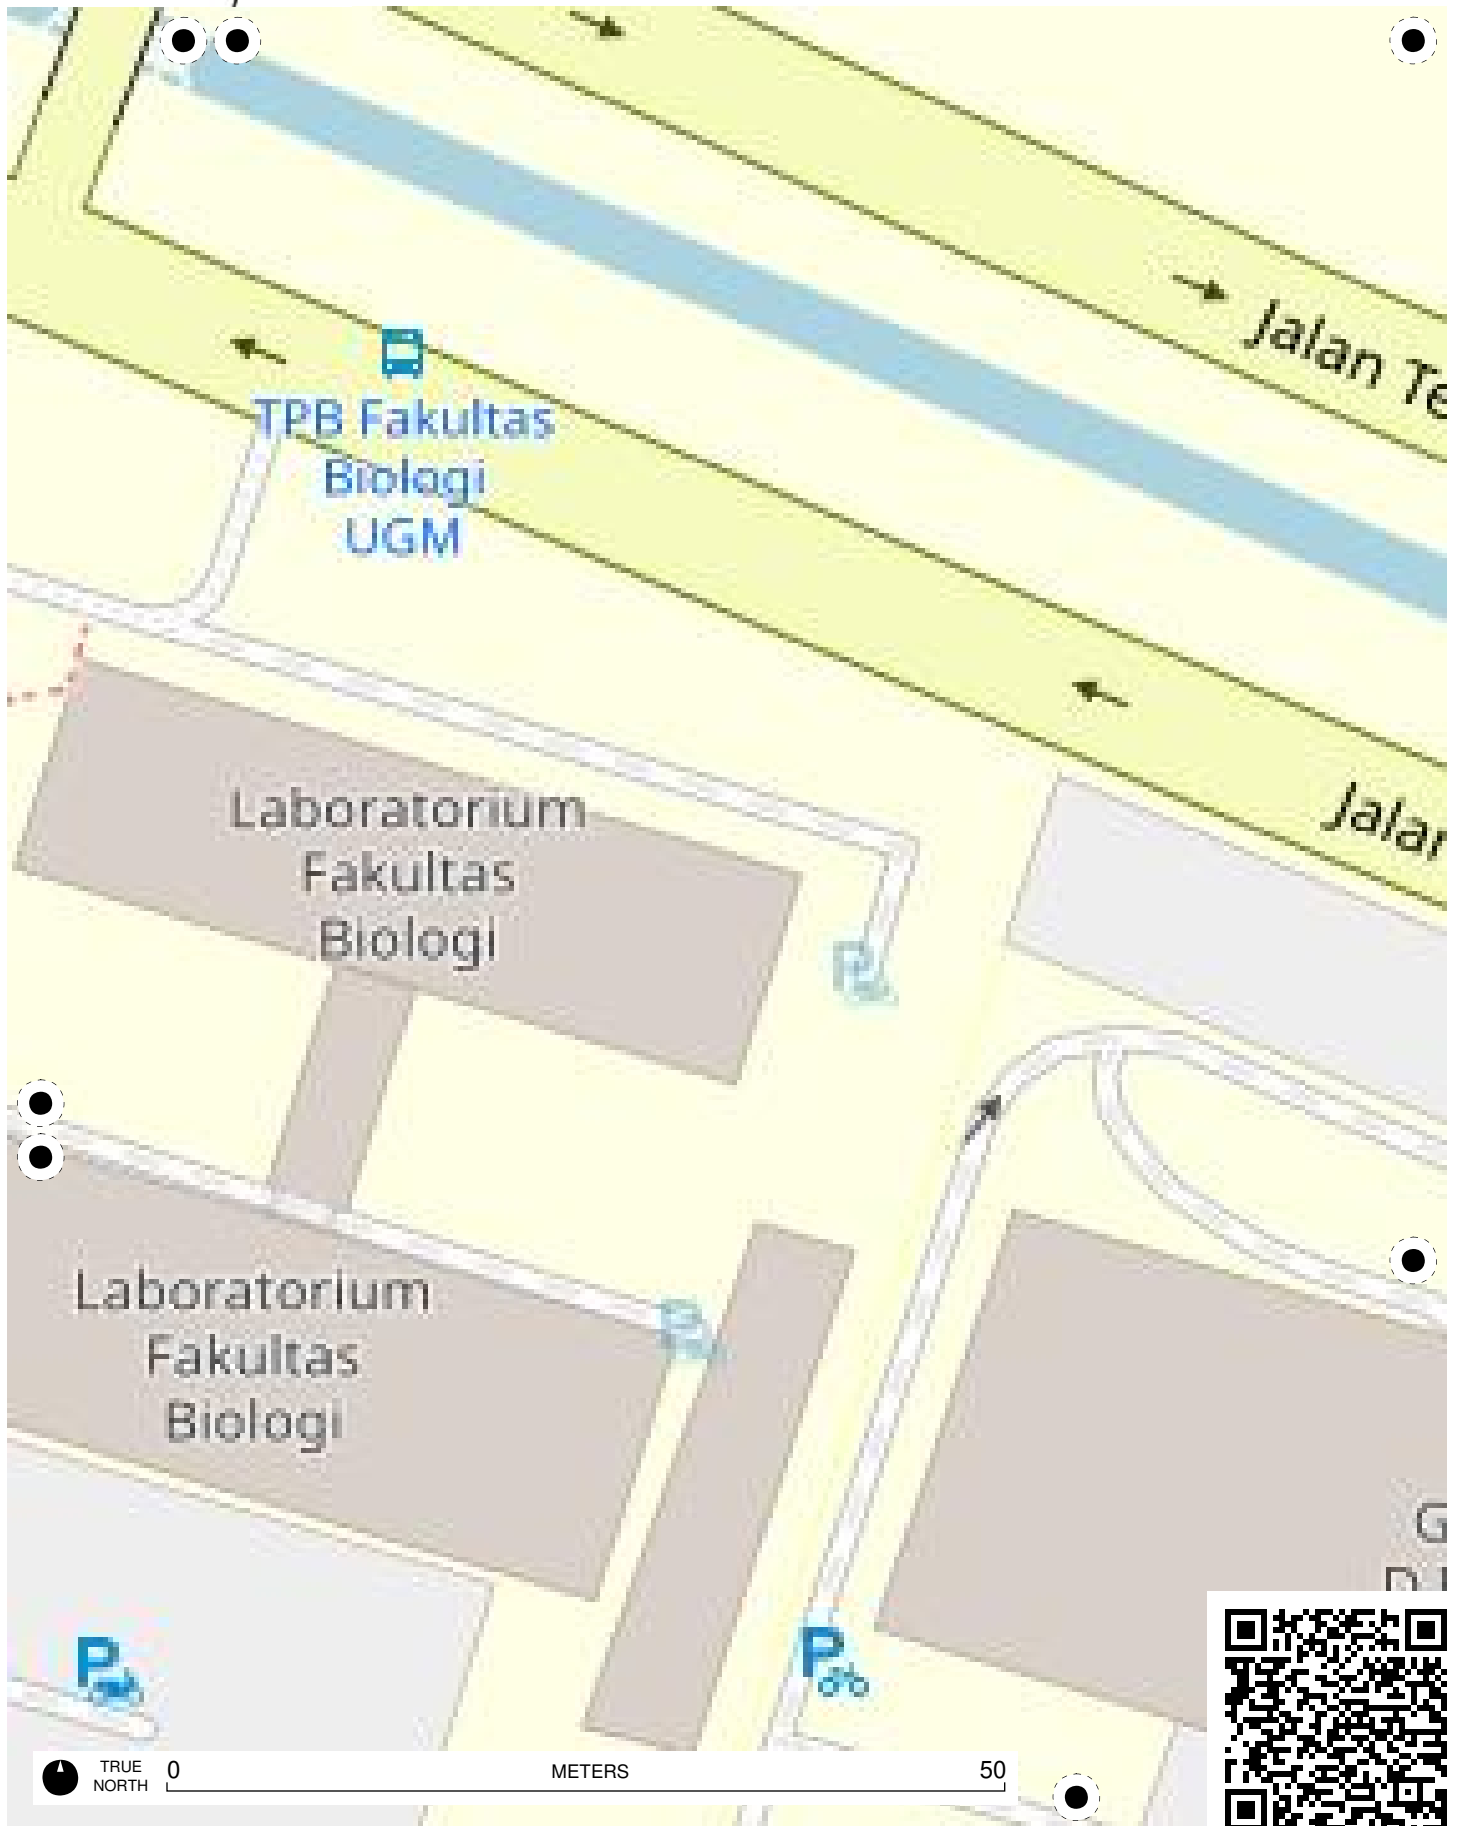 Jalan Te
TPB Fakultas
Biologi
UGM
Jalan
Laboratorium
Fakultas
Biologi
Laboratorium
Fakultas
Biologi
G
P
P
TRUE
NORTH
0
METERS
50